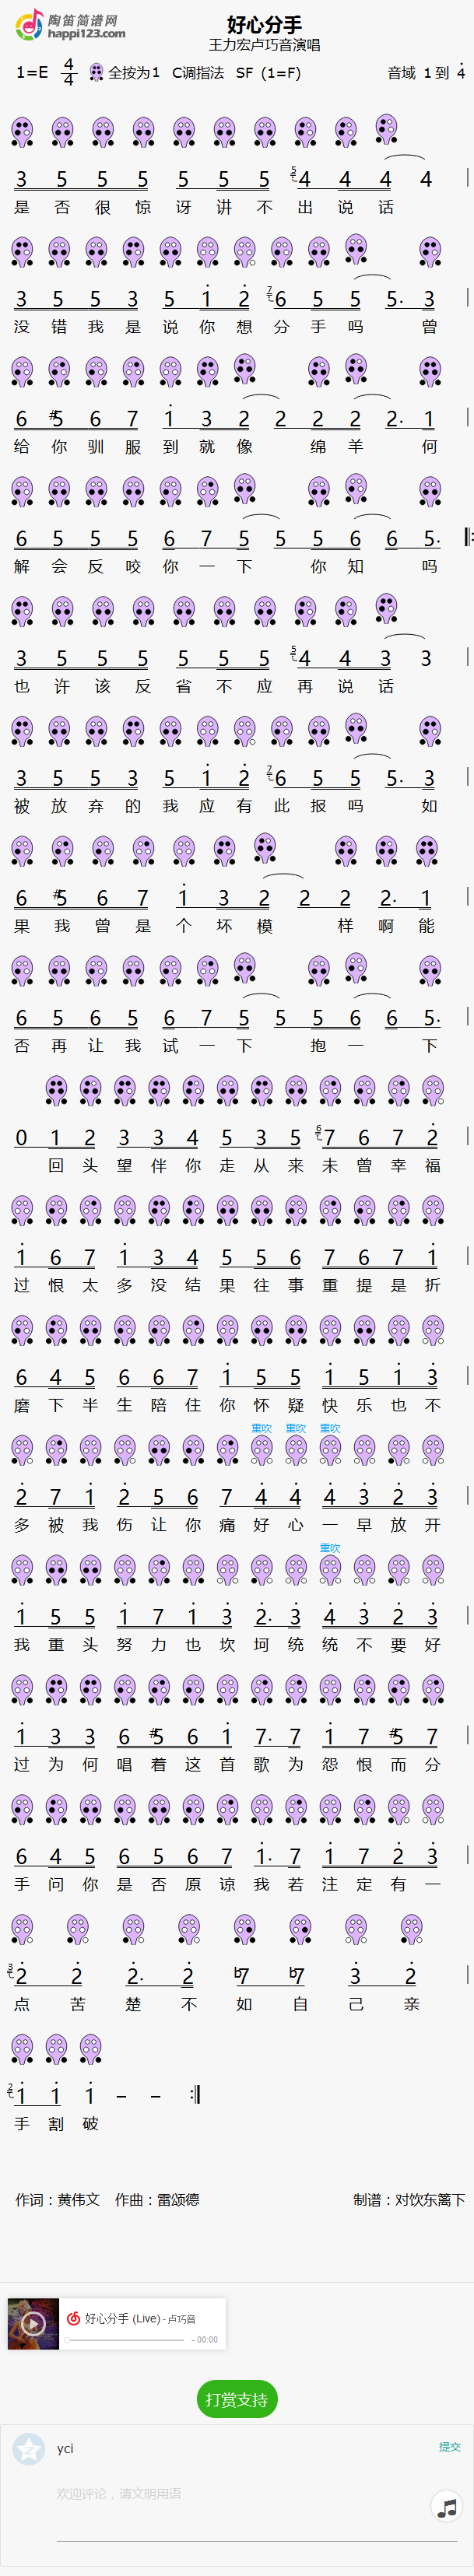 陶笛简谱网
happi123.com
好心分手
王力宏卢巧音演唱
1=E 4/4 全按为1 C调指法 SF (1=F) 音域 1到4
3 5 5 5 5 5 5 5 4 4 4 4
是 否 很 惊 讶 讲 不 出 说 话
3 5 5 3 5 1 2 7 6 5 5 5. 3
没 错 我 是 说 你 想 分 手 吗 曾
6 #5 6 7 1 3 2 2 2 2 2. 1
给 你 驯 服 到 就 像 绵 羊 何
6 5 5 5 6 7 5 5 5 6 6 5.
解 会 反 咬 你 一 下 你 知 吗
3 5 5 5 5 5 5 5 4 4 3 3
也 许 该 反 省 不 应 再 说 话
3 5 5 3 5 1 2 7 6 5 5 5. 3
被 放 弃 的 我 应 有 此 报 吗 如
6 #5 6 7 1 3 2 2 2 2. 1
果 我 曾 是 个 坏 模 样 啊 能
6 5 6 5 6 7 5 5 5 6 6 5.
否 再 让 我 试 一 下 抱 一 下
0 1 2 3 3 4 5 3 5 6 7 6 7 2
回 头 望 伴 你 走 从 来 未 曾 幸 福
1 6 7 1 3 4 5 5 6 7 6 7 1
过 恨 太 多 没 结 果 往 事 重 提 是 折
6 4 5 6 6 7 1 5 5 1 5 1 3
磨 下 半 生 陪 住 你 怀 疑 快 乐 也 不
重吹 重吹 重吹
2 7 1 2 5 6 7 4 4 4 3 2 3
多 被 我 伤 让 你 痛 好 心 一 早 放 开
重吹
1 5 5 1 7 1 3 2. 3 4 3 2 3
我 重 头 努 力 也 坎 坷 统 统 不 要 好
1 3 3 6 #5 6 1 7. 7 1 7 #5 7
过 为 何 唱 着 这 首 歌 为 怨 恨 而 分
6 4 5 6 5 6 7 1. 7 1 7 2 3
手 问 你 是 否 原 谅 我 若 注 定 有 一
3 2 2 2. 2 b7 b7 3 2
点 苦 楚 不 如 自 己 亲
2 1 1 1 – – :‖
手 割 破
作词：黄伟文 作曲：雷颂德 制谱：对饮东篱下
好心分手 (Live) - 卢巧音
- 00:00
打赏支持
yci 提交
欢迎评论，请文明用语